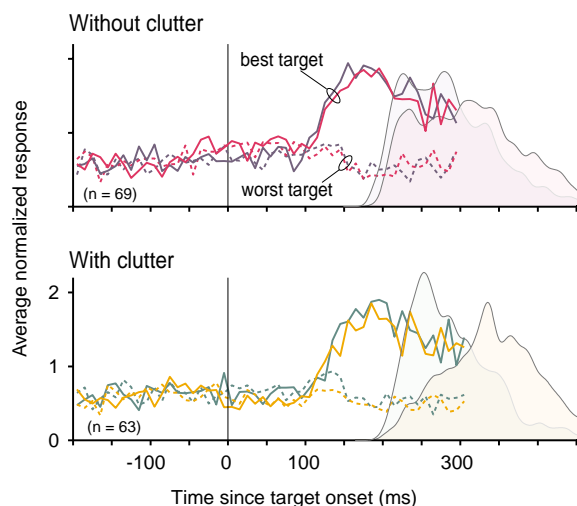 Without clutter
best target
worst target
(n = 69)
Average normalized response
With clutter
2
1
0
(n = 63)
-100 0 100 300
Time since target onset (ms)